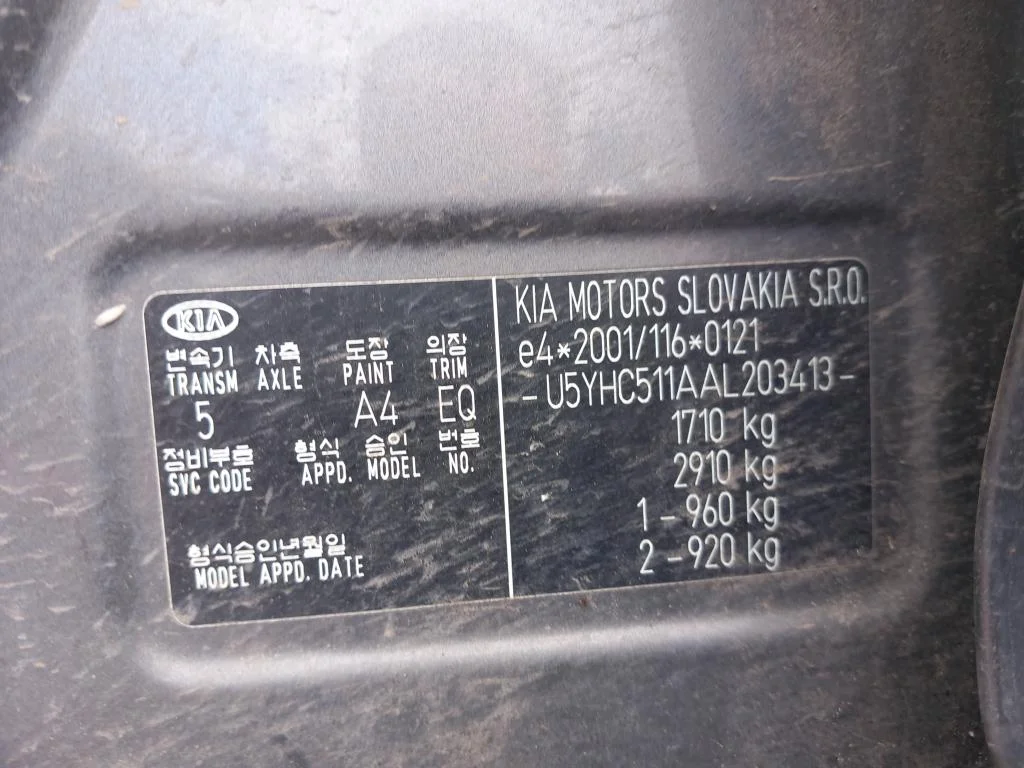 KIA
변속기 차축 도장 의장
TRANSM AXLE PAINT TRIM
5 A4 EQ
정비부호 형식 승인 번호
SVC CODE APPD. MODEL NO.
형식승인년월일
MODEL APPD. DATE
KIA MOTORS SLOVAKIA S.R.O.
e4*2001/116*0121
- U5YHC511AAL203413 -
1710 kg
2910 kg
1 - 960 kg
2 - 920 kg